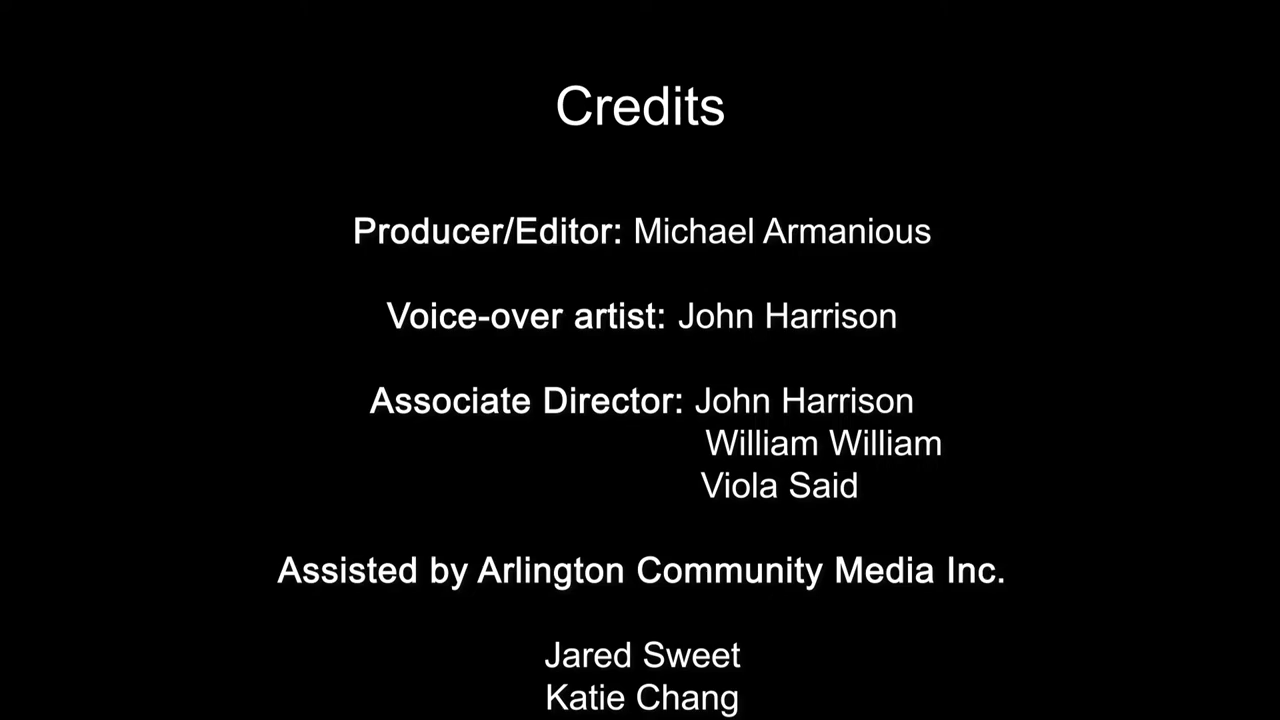 Credits
Producer/Editor: Michael Armanious
Voice-over artist: John Harrison
Associate Director: John Harrison
William William
Viola Said
Assisted by Arlington Community Media Inc.
Jared Sweet
Katie Chang